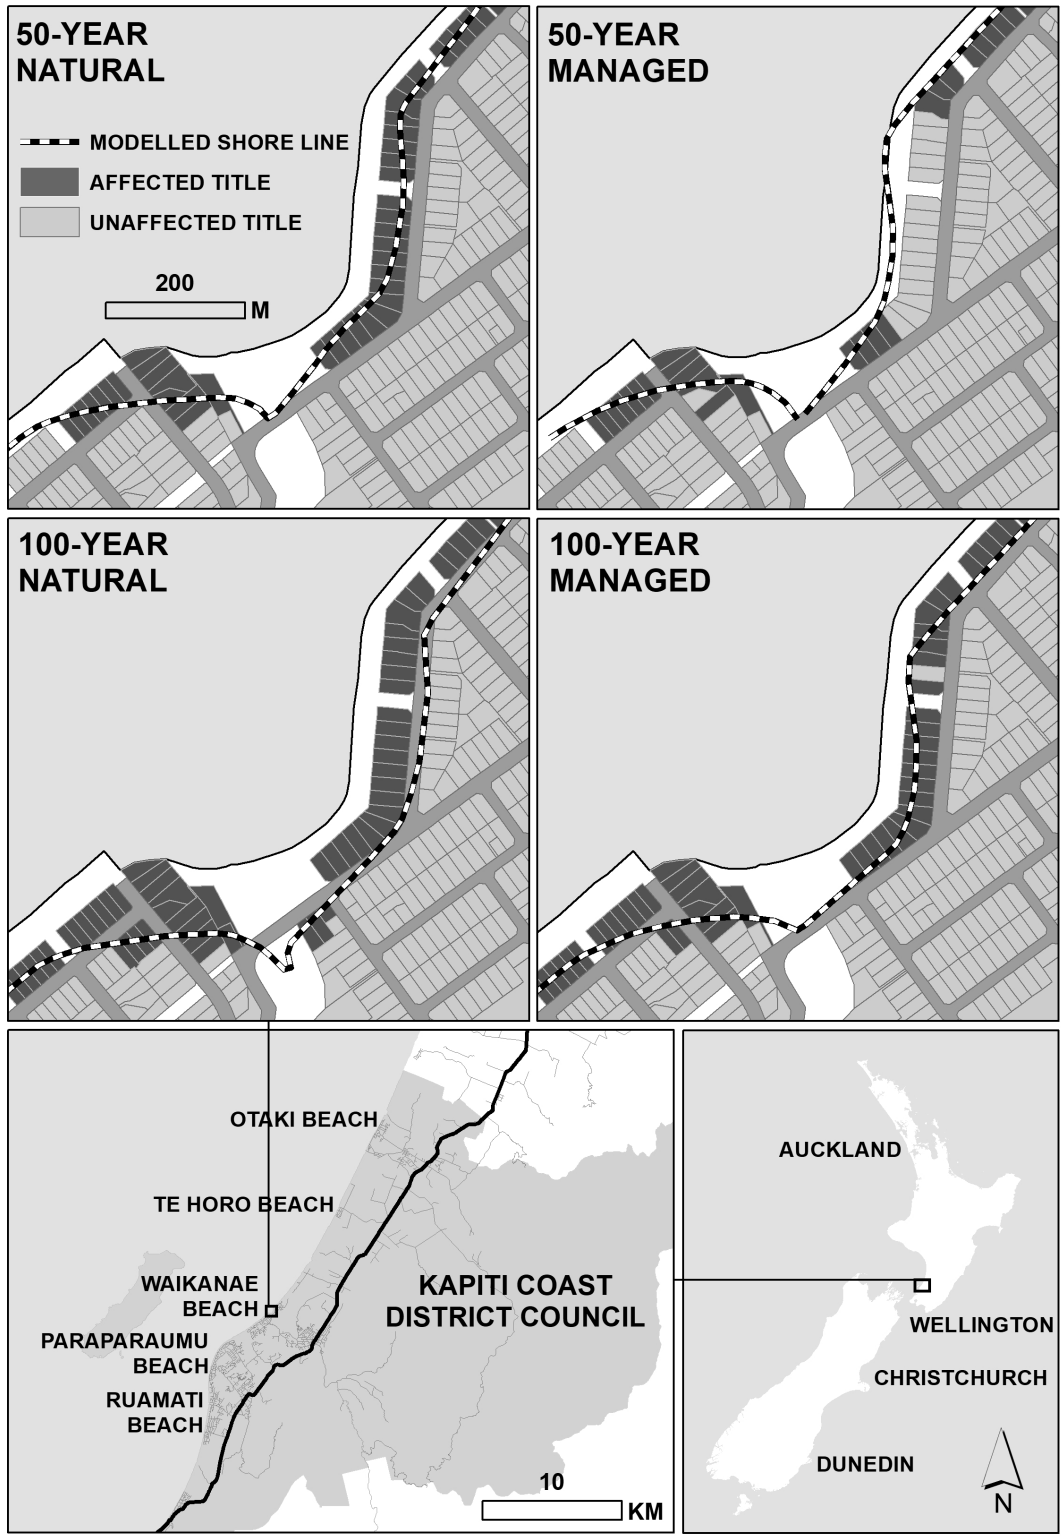 50-YEAR
NATURAL
MODELLED SHORE LINE
AFFECTED TITLE
UNAFFECTED TITLE
200
M
50-YEAR
MANAGED
100-YEAR
NATURAL
100-YEAR
MANAGED
OTAKI BEACH
TE HORO BEACH
WAIKANAE
BEACH
PARAPARAUMU
BEACH
RUAMATI
BEACH
KAPITI COAST
DISTRICT COUNCIL
10
KM
AUCKLAND
WELLINGTON
CHRISTCHURCH
DUNEDIN
N